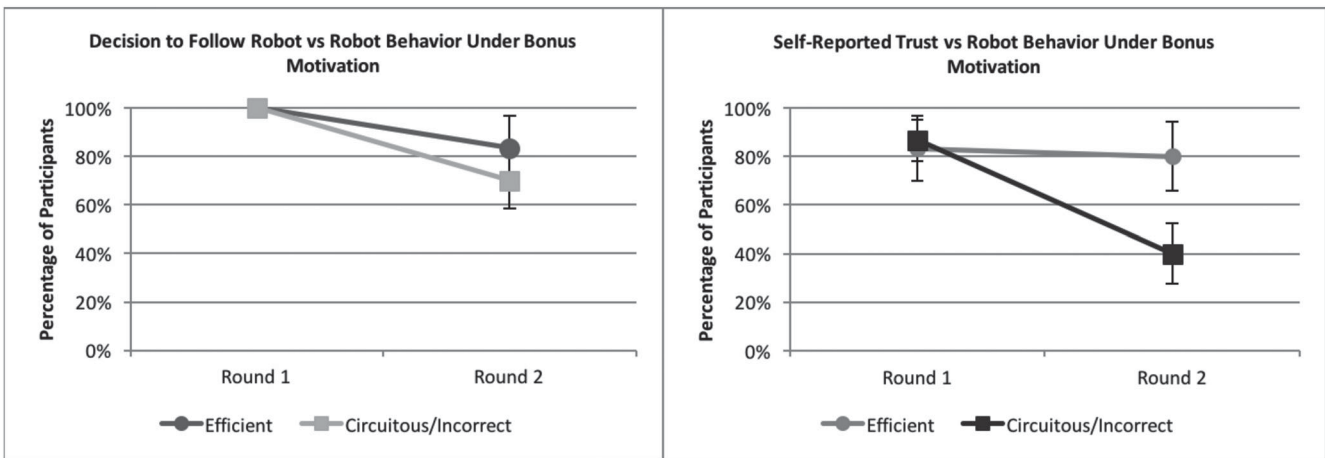 Decision to Follow Robot vs Robot Behavior Under Bonus
Motivation
Percentage of Participants
100%
80%
60%
40%
20%
0%
Round 1
Round 2
Efficient
Circuitous/Incorrect
Self-Reported Trust vs Robot Behavior Under Bonus
Motivation
Percentage of Participants
100%
80%
60%
40%
20%
0%
Round 1
Round 2
Efficient
Circuitous/Incorrect